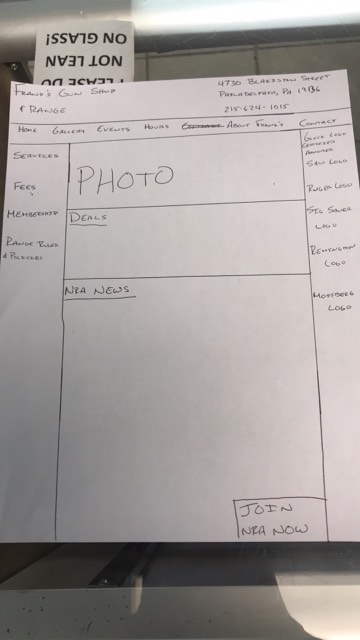 PLEASE DO
NOT LEAN
ON GLASS!
FRANK'S GUN SHOP
& RANGE
4730 BLAKISTON STREET
PHILADELPHIA, PA 19136
215-624-1015
HOME GALLERY EVENTS HOURS ABOUT FRANK'S CONTACT
SERVICES
FEES
MEMBERSHIP
RANGE RULES
& POLICIES
PHOTO
DEALS
NRA NEWS
JOIN
NRA NOW
GLOCK LOGO
CERTIFIED
ARMORER
S&W LOGO
RUGER LOGO
SIG SAUER
LOGO
REMINGTON
LOGO
MOSSBERG
LOGO